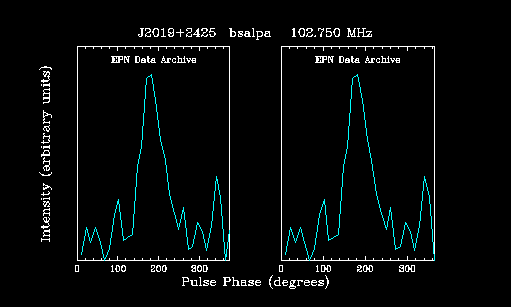 J2019+2425 bsalpa 102.750 MHz
EPN Data Archive EPN Data Archive
Intensity (arbitrary units)
0 100 200 300 0 100 200 300
Pulse Phase (degrees)